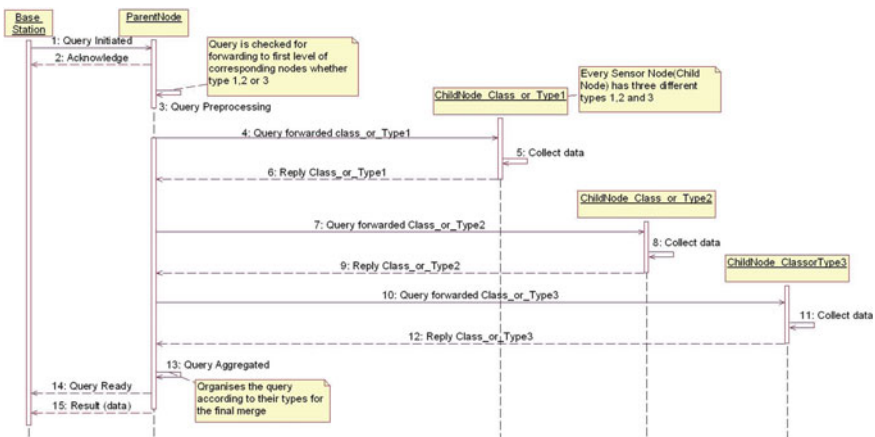 Base
Station
ParentNode
1: Query Initiated
2: Acknowledge
Query is checked for
forwarding to first level of
corresponding nodes whether
type 1,2 or 3
3: Query Preprocessing
Every Sensor Node(Child
Node) has three different
types 1,2 and 3
ChildNode_Class_or_Type1
4: Query forwarded class_or_Type1
5: Collect data
6: Reply Class_or_Type1
ChildNode_Class_or_Type2
7: Query forwarded Class_or_Type2
8: Collect data
9: Reply Class_or_Type2
ChildNode_ClassorType3
10: Query forwarded Class_or_Type3
11: Collect data
12: Reply Class_or_Type3
13: Query Aggregated
Organises the query
according to their types for
the final merge
14: Query Ready
15: Result (data)